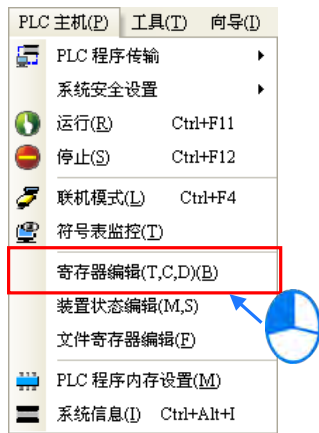 PLC 主机(P) 工具(T) 向导(I)
PLC 程序传输
系统安全设置
运行(R) Ctrl+F11
停止(S) Ctrl+F12
联机模式(L) Ctrl+F4
符号表监控(T)
寄存器编辑(T,C,D)(B)
装置状态编辑(M,S)
文件寄存器编辑(F)
PLC 程序内存设置(M)
系统信息(I) Ctrl+Alt+I